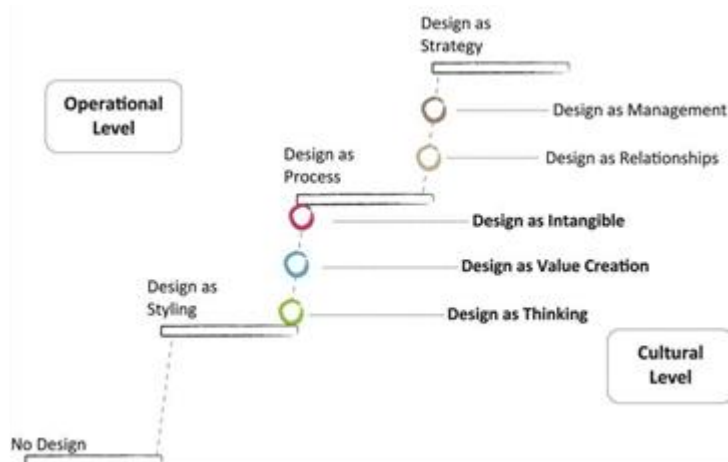 Design as
Strategy
Operational
Level
Design as Management
Design as
Process
Design as Relationships
Design as Intangible
Design as Value Creation
Design as
Styling
Design as Thinking
Cultural
Level
No Design